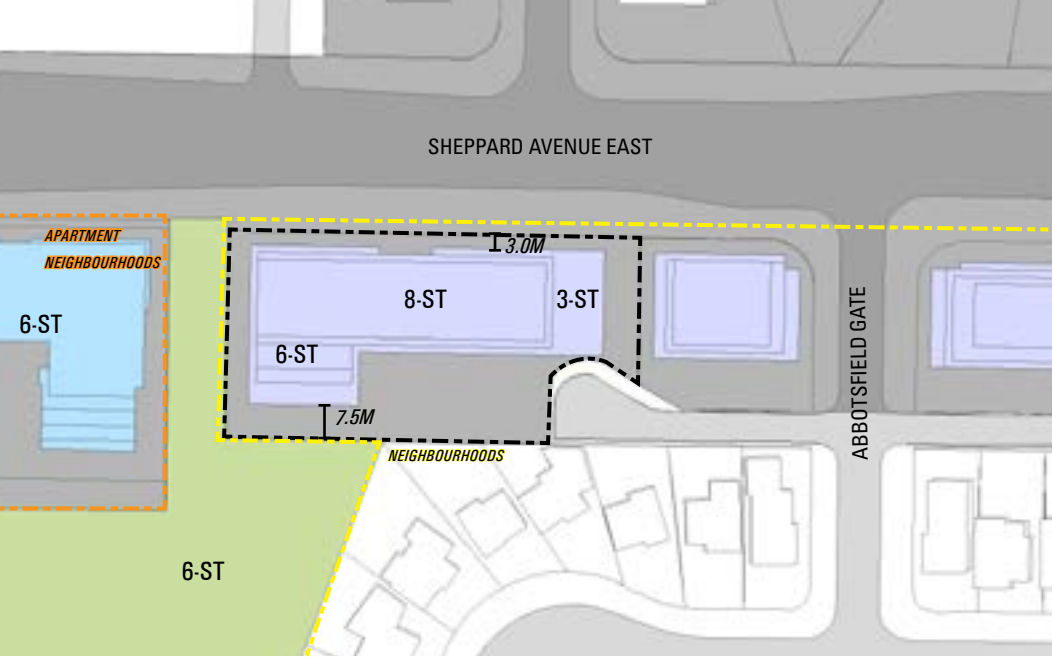 SHEPPARD AVENUE EAST
APARTMENT
NEIGHBOURHOODS
3.0M
8-ST
3-ST
6-ST
6-ST
7.5M
NEIGHBOURHOODS
ABBOTSFIELD GATE
6-ST